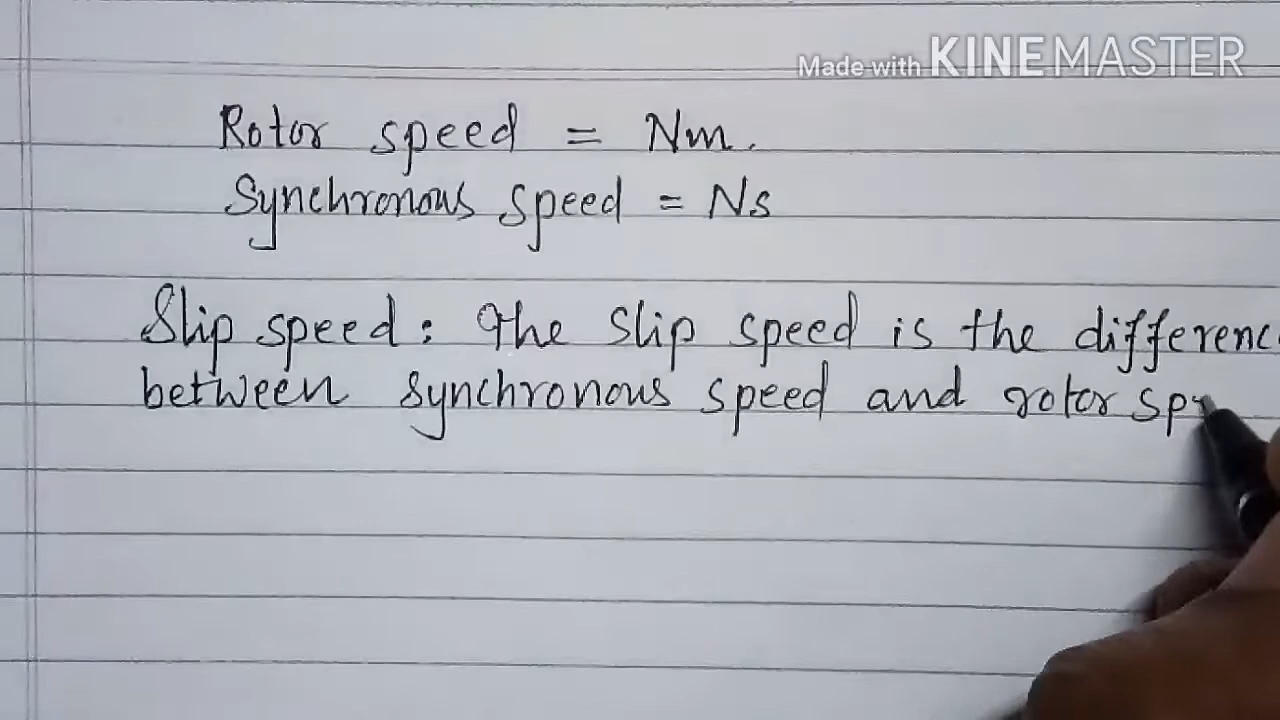 Made with KINEMASTER
Rotor speed = Nm.
Synchronous speed = Ns
Slip speed : The slip speed is the differenc
between synchronous speed and rotor sp